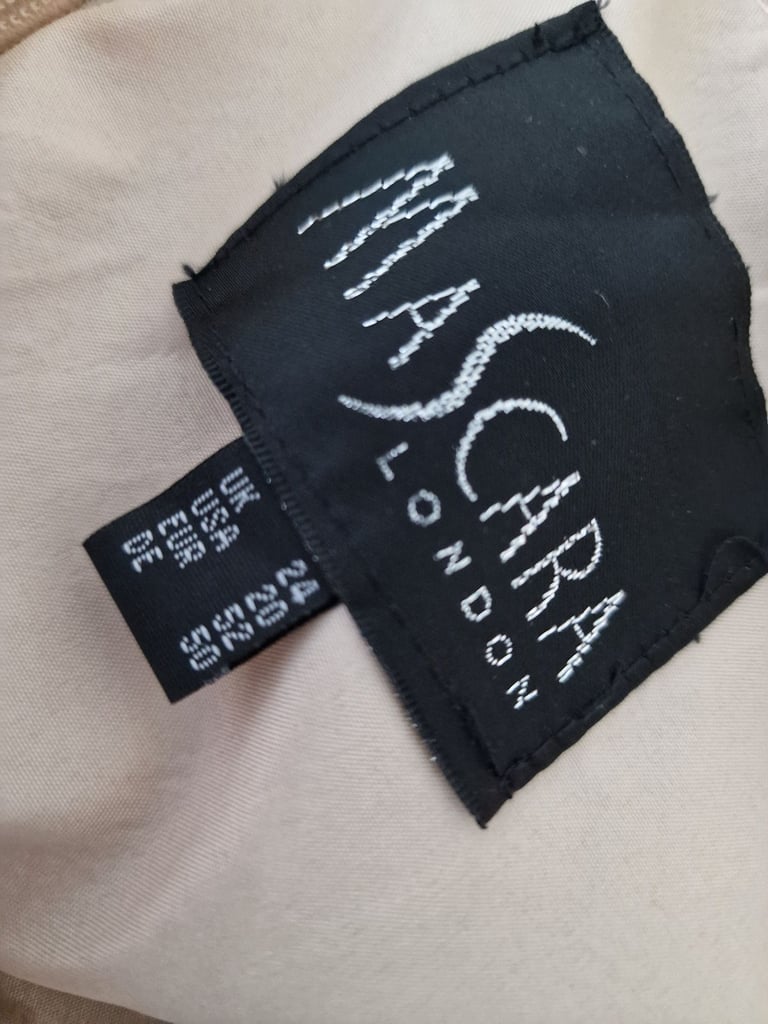 MASCARA
LONDON
UK 24
USA 20
EUR 52
DE 50